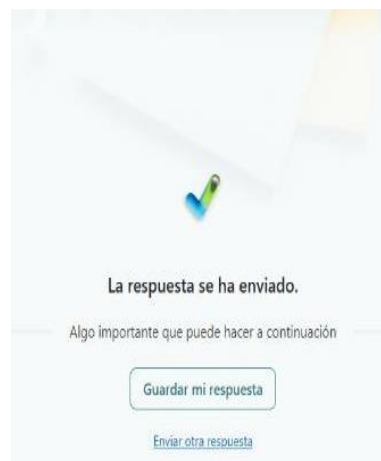 La respuesta se ha enviado.
Algo importante que puede hacer a continuación
Guardar mi respuesta
Enviar otra respuesta